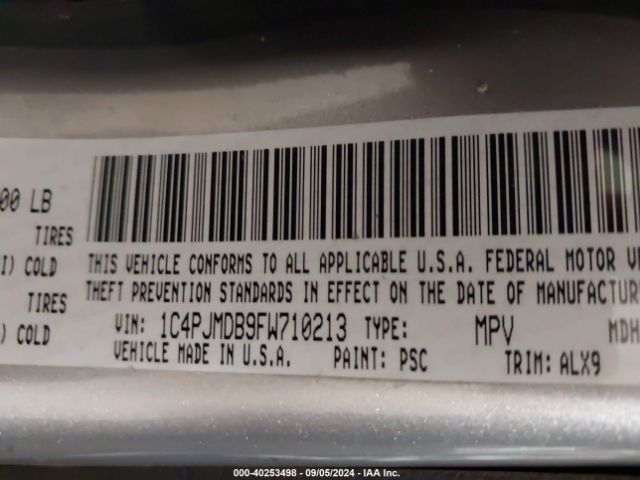 00 LB
TIRES
I) COLD
TIRES
) COLD
THIS VEHICLE CONFORMS TO ALL APPLICABLE U.S.A. FEDERAL MOTOR VE
THEFT PREVENTION STANDARDS IN EFFECT ON THE DATE OF MANUFACTUR
VIN: 1C4PJMDB9FW710213 TYPE: MPV MDH
VEHICLE MADE IN U.S.A. PAINT: PSC TRIM: ALX9
000-40253498 - 09/05/2024 - IAA Inc.